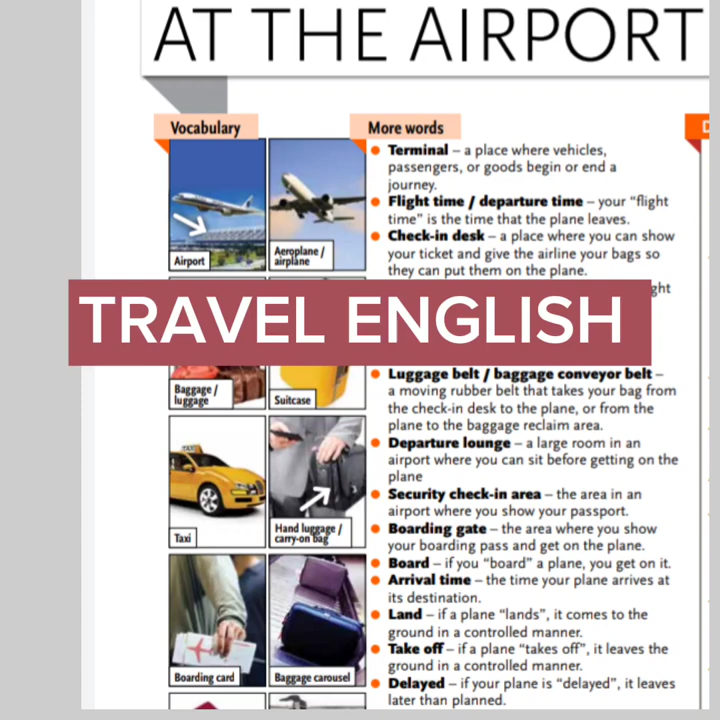 AT THE AIRPORT
Vocabulary
Airport
Aeroplane /
airplane
Baggage /
luggage
Suitcase
TAXI
Taxi
Hand luggage /
carry-on bag
Boarding card
Baggage carousel
More words
Terminal – a place where vehicles,
passengers, or goods begin or end a
journey.
Flight time / departure time – your “flight
time” is the time that the plane leaves.
Check-in desk – a place where you can show
your ticket and give the airline your bags so
they can put them on the plane.
ght
TRAVEL ENGLISH
Luggage belt / baggage conveyor belt –
a moving rubber belt that takes your bag from
the check-in desk to the plane, or from the
plane to the baggage reclaim area.
Departure lounge – a large room in an
airport where you can sit before getting on the
plane
Security check-in area – the area in an
airport where you show your passport.
Boarding gate – the area where you show
your boarding pass and get on the plane.
Board – if you “board” a plane, you get on it.
Arrival time – the time your plane arrives at
its destination.
Land – if a plane “lands”, it comes to the
ground in a controlled manner.
Take off – if a plane “takes off”, it leaves the
ground in a controlled manner.
Delayed – if your plane is “delayed”, it leaves
later than planned.
D